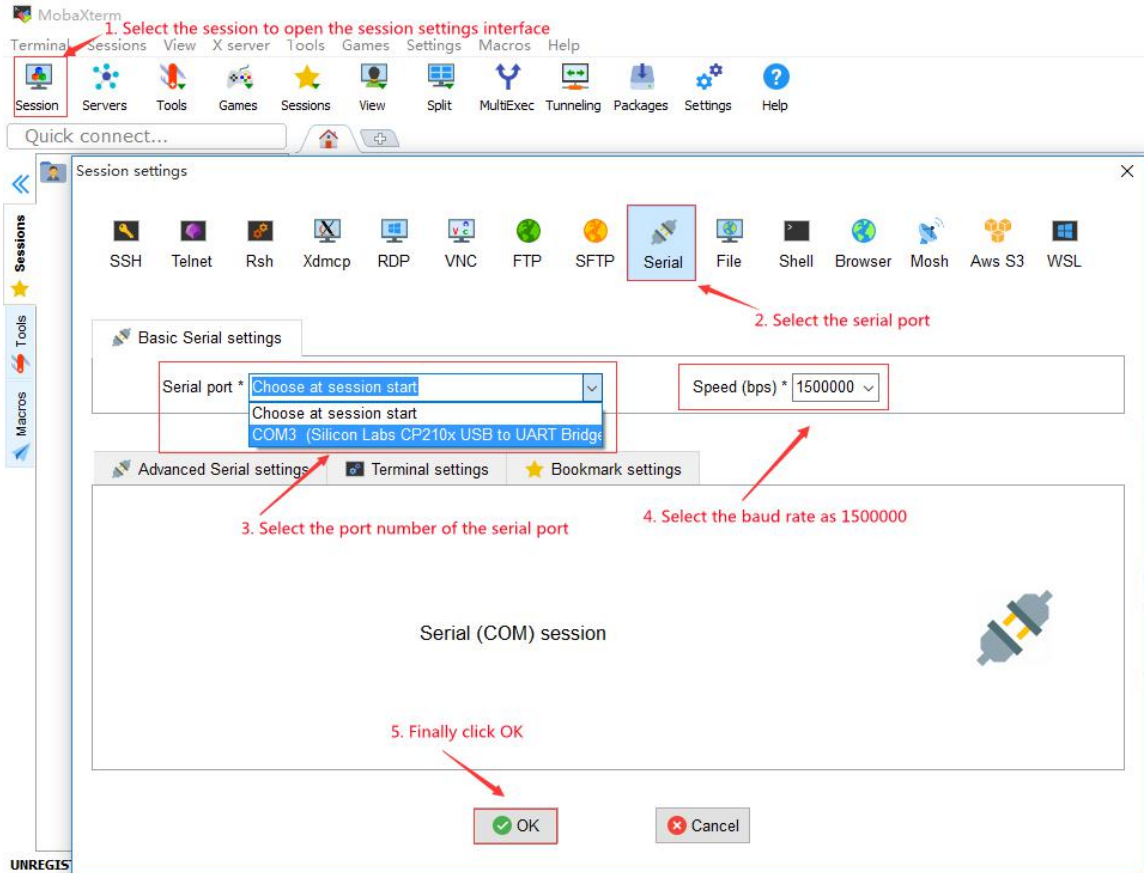 MobaXterm
1. Select the session to open the session settings interface
Terminal Sessions View X server Tools Games Settings Macros Help
Session Servers Tools Games Sessions View Split MultiExec Tunneling Packages Settings Help
Quick connect...
Session settings
Sessions
Tools
Macros
SSH Telnet Rsh Xdmcp RDP VNC FTP SFTP Serial File Shell Browser Mosh Aws S3 WSL
2. Select the serial port
Basic Serial settings
Serial port * Choose at session start
Speed (bps) * 1500000
Choose at session start
COM3 (Silicon Labs CP210x USB to UART Bridge
Advanced Serial settings Terminal settings Bookmark settings
3. Select the port number of the serial port
4. Select the baud rate as 1500000
Serial (COM) session
5. Finally click OK
OK Cancel
UNREGIS